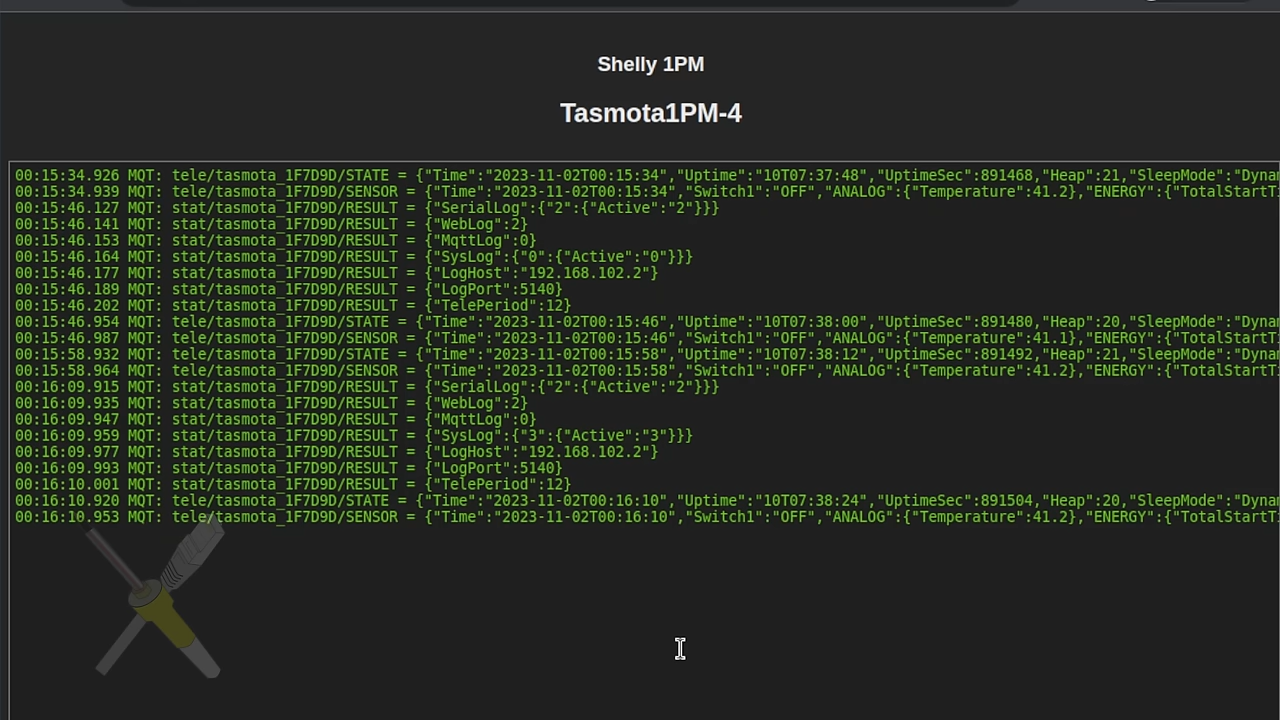 Shelly 1PM
Tasmota1PM-4
00:15:34.926 MQT: tele/tasmota_1F7D9D/STATE = {"Time":"2023-11-02T00:15:34","Uptime":"10T07:37:48","UptimeSec":891468,"Heap":21,"SleepMode":"Dynam
00:15:34.939 MQT: tele/tasmota_1F7D9D/SENSOR = {"Time":"2023-11-02T00:15:34","Switch1":"OFF","ANALOG":{"Temperature":41.2},"ENERGY":{"TotalStartTi
00:15:46.127 MQT: stat/tasmota_1F7D9D/RESULT = {"SerialLog":{"2":{"Active":"2"}}}
00:15:46.141 MQT: stat/tasmota_1F7D9D/RESULT = {"WebLog":2}
00:15:46.153 MQT: stat/tasmota_1F7D9D/RESULT = {"MqttLog":0}
00:15:46.164 MQT: stat/tasmota_1F7D9D/RESULT = {"SysLog":{"0":{"Active":"0"}}}
00:15:46.177 MQT: stat/tasmota_1F7D9D/RESULT = {"LogHost":"192.168.102.2"}
00:15:46.189 MQT: stat/tasmota_1F7D9D/RESULT = {"LogPort":5140}
00:15:46.202 MQT: stat/tasmota_1F7D9D/RESULT = {"TelePeriod":12}
00:15:46.954 MQT: tele/tasmota_1F7D9D/STATE = {"Time":"2023-11-02T00:15:46","Uptime":"10T07:38:00","UptimeSec":891480,"Heap":20,"SleepMode":"Dynam
00:15:46.987 MQT: tele/tasmota_1F7D9D/SENSOR = {"Time":"2023-11-02T00:15:46","Switch1":"OFF","ANALOG":{"Temperature":41.1},"ENERGY":{"TotalStartTi
00:15:58.932 MQT: tele/tasmota_1F7D9D/STATE = {"Time":"2023-11-02T00:15:58","Uptime":"10T07:38:12","UptimeSec":891492,"Heap":21,"SleepMode":"Dynam
00:15:58.964 MQT: tele/tasmota_1F7D9D/SENSOR = {"Time":"2023-11-02T00:15:58","Switch1":"OFF","ANALOG":{"Temperature":41.2},"ENERGY":{"TotalStartTi
00:16:09.915 MQT: stat/tasmota_1F7D9D/RESULT = {"SerialLog":{"2":{"Active":"2"}}}
00:16:09.935 MQT: stat/tasmota_1F7D9D/RESULT = {"WebLog":2}
00:16:09.947 MQT: stat/tasmota_1F7D9D/RESULT = {"MqttLog":0}
00:16:09.959 MQT: stat/tasmota_1F7D9D/RESULT = {"SysLog":{"3":{"Active":"3"}}}
00:16:09.977 MQT: stat/tasmota_1F7D9D/RESULT = {"LogHost":"192.168.102.2"}
00:16:09.993 MQT: stat/tasmota_1F7D9D/RESULT = {"LogPort":5140}
00:16:10.001 MQT: stat/tasmota_1F7D9D/RESULT = {"TelePeriod":12}
00:16:10.920 MQT: tele/tasmota_1F7D9D/STATE = {"Time":"2023-11-02T00:16:10","Uptime":"10T07:38:24","UptimeSec":891504,"Heap":20,"SleepMode":"Dynam
00:16:10.953 MQT: tele/tasmota_1F7D9D/SENSOR = {"Time":"2023-11-02T00:16:10","Switch1":"OFF","ANALOG":{"Temperature":41.2},"ENERGY":{"TotalStartTi